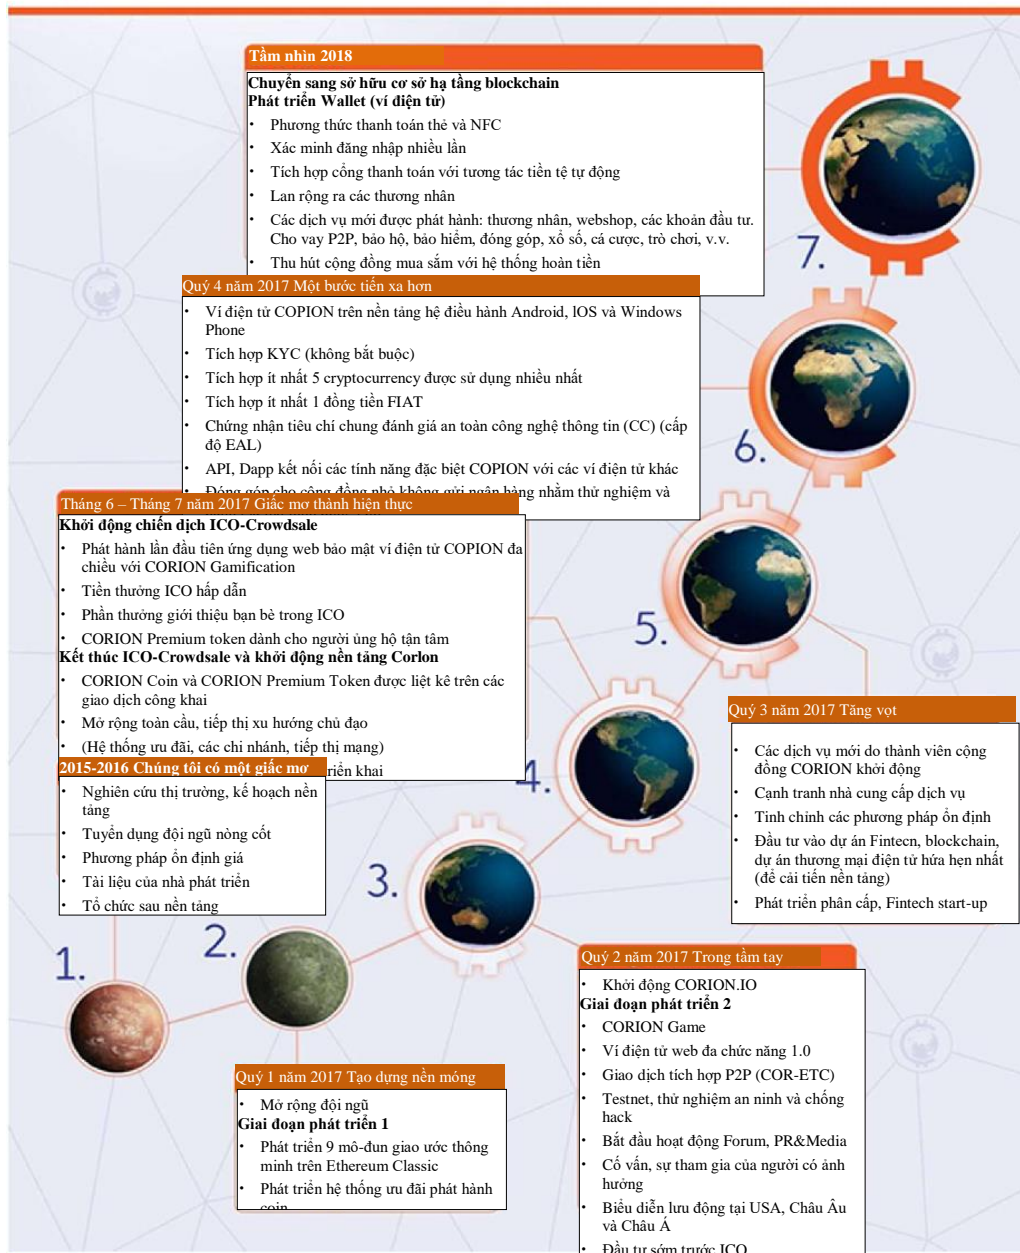 Tầm nhìn 2018
Chuyển sang sở hữu cơ sở hạ tầng blockchain
Phát triển Wallet (ví điện tử)
• Phương thức thanh toán thẻ và NFC
• Xác minh đăng nhập nhiều lần
• Tích hợp cổng thanh toán với tương tác tiền tệ tự động
• Lan rộng ra các thương nhân
• Các dịch vụ mới được phát hành: thương nhân, webshop, các khoản đầu tư.
Cho vay P2P, bảo hộ, bảo hiểm, đóng góp, xổ số, cá cược, trò chơi, v.v.
• Thu hút cộng đồng mua sắm với hệ thống hoàn tiền
7.
Quý 4 năm 2017 Một bước tiến xa hơn
• Ví điện tử COPION trên nền tảng hệ điều hành Android, lOS và Windows
Phone
• Tích hợp KYC (không bắt buộc)
• Tích hợp ít nhất 5 cryptocurrency được sử dụng nhiều nhất
• Tích hợp ít nhất 1 đồng tiền FIAT
• Chứng nhận tiêu chí chung đánh giá an toàn công nghệ thông tin (CC) (cấp
độ EAL)
• API, Dapp kết nối các tính năng đặc biệt COPION với các ví điện tử khác
• Đóng góp cho cộng đồng nhỏ không gửi ngân hàng nhằm thử nghiệm và
6.
Tháng 6 – Tháng 7 năm 2017 Giấc mơ thành hiện thực
Khởi động chiến dịch ICO-Crowdsale
• Phát hành lần đầu tiên ứng dụng web bảo mật ví điện tử COPION đa
chiều với CORION Gamification
• Tiền thưởng ICO hấp dẫn
• Phần thưởng giới thiệu bạn bè trong ICO
• CORION Premium token dành cho người ủng hộ tận tâm
Kết thúc ICO-Crowdsale và khởi động nền tảng Corlon
• CORION Coin và CORION Premium Token được liệt kê trên các
giao dịch công khai
• Mở rộng toàn cầu, tiếp thị xu hướng chủ đạo
• (Hệ thống ưu đãi, các chi nhánh, tiếp thị mạng)
riển khai
5.
Quý 3 năm 2017 Tăng vọt
• Các dịch vụ mới do thành viên cộng
đồng CORION khởi động
• Cạnh tranh nhà cung cấp dịch vụ
• Tinh chỉnh các phương pháp ổn định
• Đầu tư vào dự án Fintecn, blockchain,
dự án thương mại điện tử hứa hẹn nhất
(để cải tiến nền tảng)
• Phát triển phân cấp, Fintech start-up
4.
2015-2016 Chúng tôi có một giấc mơ
• Nghiên cứu thị trường, kế hoạch nền
tảng
• Tuyển dụng đội ngũ nòng cốt
• Phương pháp ổn định giá
• Tài liệu của nhà phát triển
• Tổ chức sau nền tảng
3.
2.
1.
Quý 2 năm 2017 Trong tầm tay
• Khởi động CORION.IO
Giai đoạn phát triển 2
• CORION Game
• Ví điện tử web đa chức năng 1.0
• Giao dịch tích hợp P2P (COR-ETC)
• Testnet, thử nghiệm an ninh và chống
hack
• Bắt đầu hoạt động Forum, PR&Media
• Cố vấn, sự tham gia của người có ảnh
hưởng
• Biểu diễn lưu động tại USA, Châu Âu
và Châu Á
• Đầu tư sớm trước ICO
Quý 1 năm 2017 Tạo dựng nền móng
• Mở rộng đội ngũ
Giai đoạn phát triển 1
• Phát triển 9 mô-đun giao ước thông
minh trên Ethereum Classic
• Phát triển hệ thống ưu đãi phát hành
coin